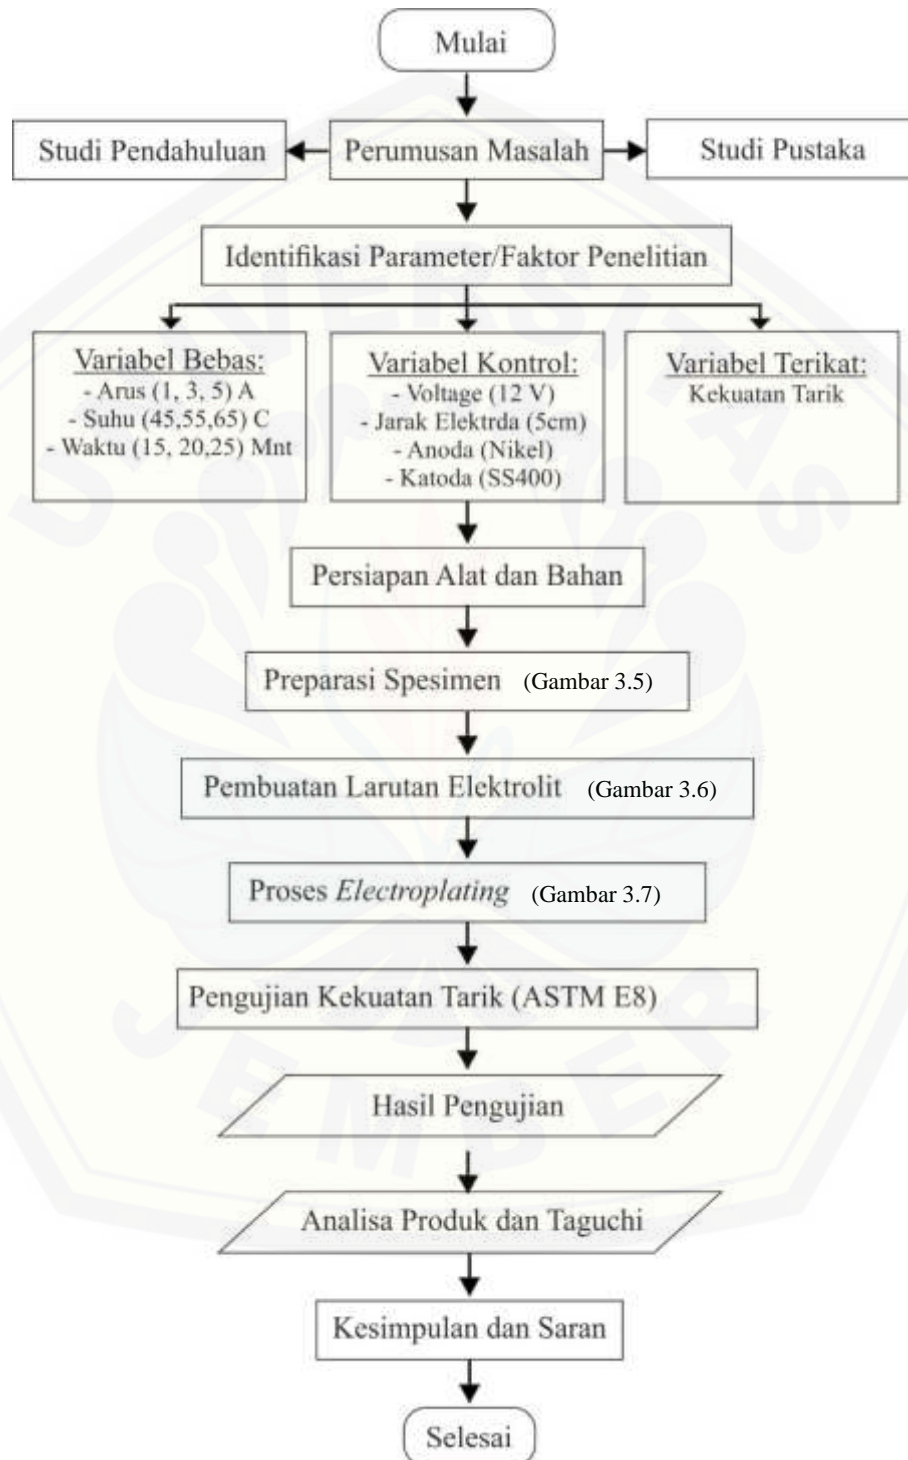 Mulai
Studi Pendahuluan
Perumusan Masalah
Studi Pustaka
Identifikasi Parameter/Faktor Penelitian
Variabel Bebas:
- Arus (1, 3, 5) A
- Suhu (45,55,65) C
- Waktu (15, 20,25) Mnt
Variabel Kontrol:
- Voltage (12 V)
- Jarak Elektrda (5cm)
- Anoda (Nikel)
- Katoda (SS400)
Variabel Terikat:
Kekuatan Tarik
Persiapan Alat dan Bahan
Preparasi Spesimen (Gambar 3.5)
Pembuatan Larutan Elektrolit (Gambar 3.6)
Proses Electroplating (Gambar 3.7)
Pengujian Kekuatan Tarik (ASTM E8)
Hasil Pengujian
Analisa Produk dan Taguchi
Kesimpulan dan Saran
Selesai
UNIVERSITAS
JEMBER